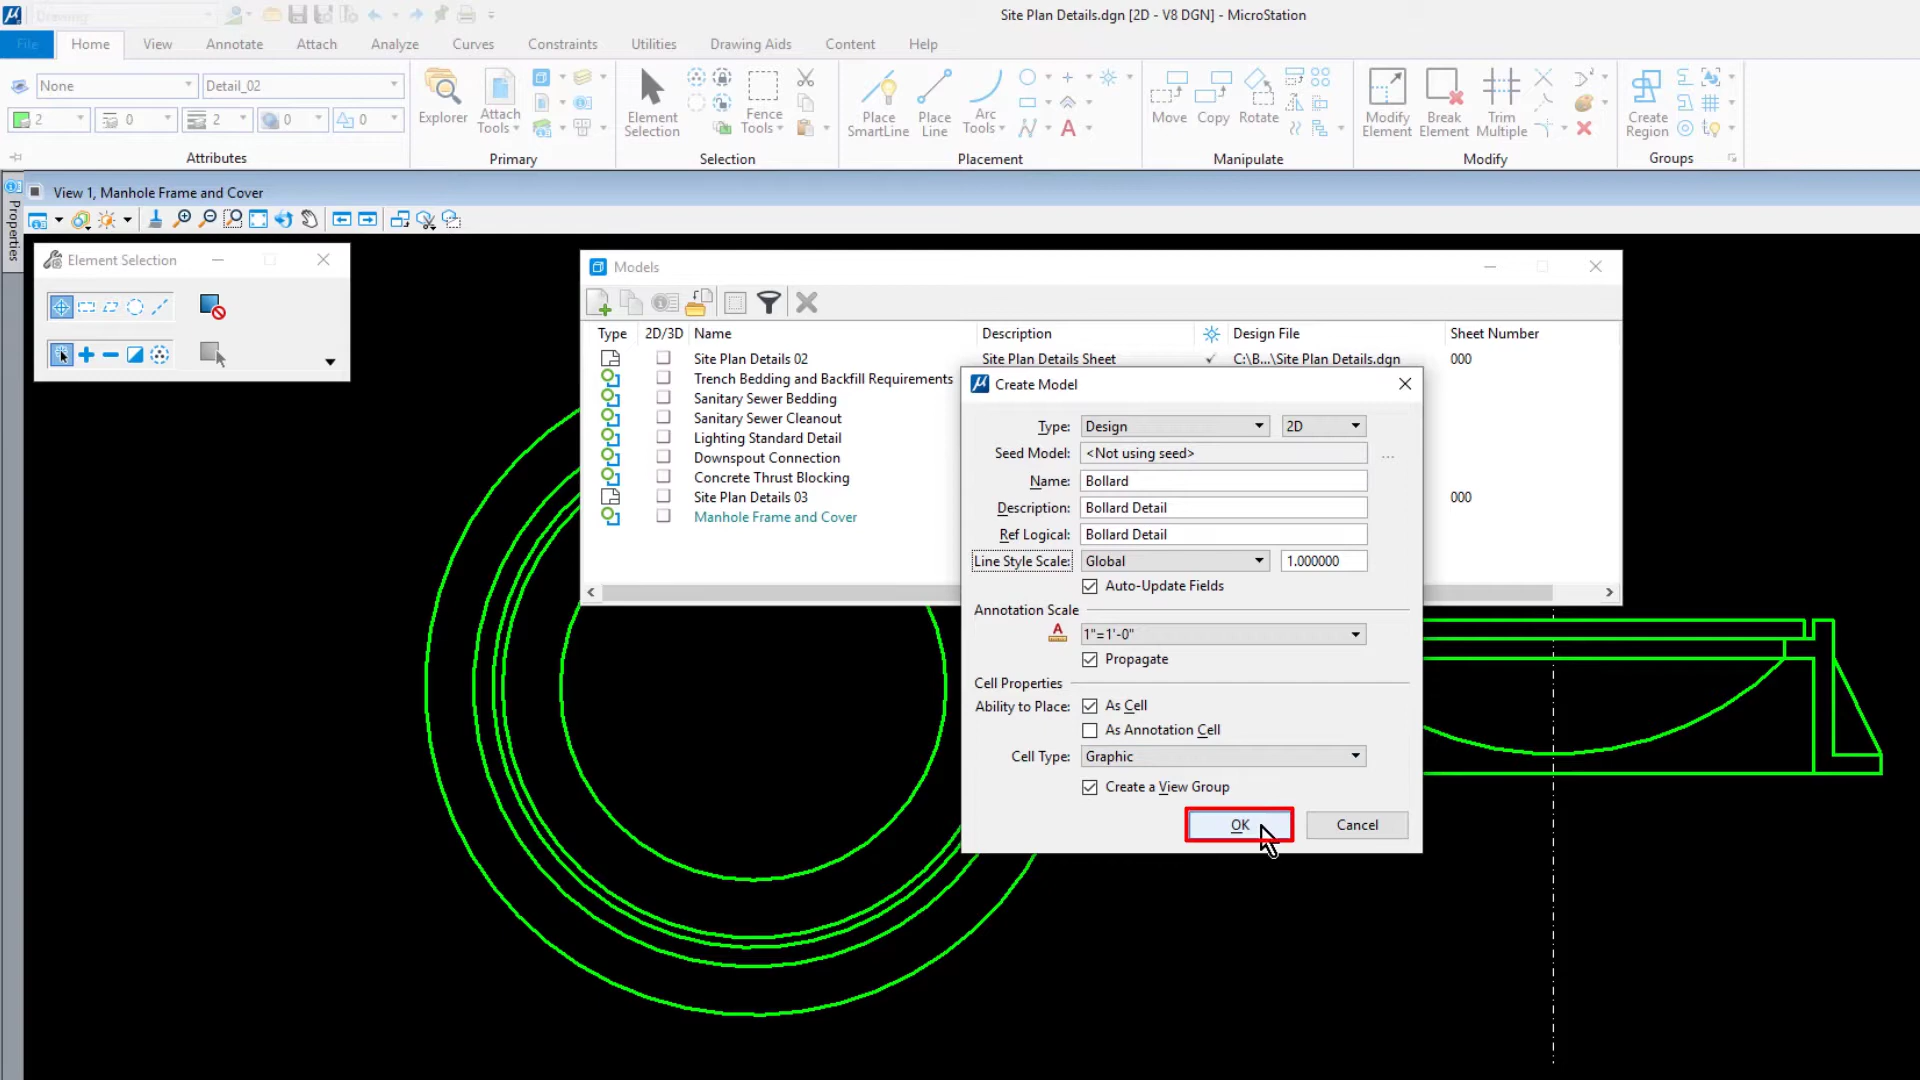 Drawing
Site Plan Details.dgn [2D - V8 DGN] - MicroStation
File Home View Annotate Attach Analyze Curves Constraints Utilities Drawing Aids Content Help
None Detail_02
2 0 2 0 0
Attributes
Explorer Attach Tools
Primary
Element Selection Fence Tools
Selection
Place SmartLine Place Line Arc Tools
Placement
Move Copy Rotate
Manipulate
Modify Element Break Element Trim Multiple
Modify
Create Region
Groups
Properties
View 1, Manhole Frame and Cover
Element Selection
Models
Type 2D/3D Name Description Design File Sheet Number
Site Plan Details 02 Site Plan Details Sheet C:\B...\Site Plan Details.dgn 000
Trench Bedding and Backfill Requirements
Sanitary Sewer Bedding
Sanitary Sewer Cleanout
Lighting Standard Detail
Downspout Connection
Concrete Thrust Blocking
Site Plan Details 03 000
Manhole Frame and Cover
Create Model
Type: Design 2D
Seed Model: <Not using seed> ...
Name: Bollard
Description: Bollard Detail
Ref Logical: Bollard Detail
Line Style Scale: Global 1.000000
Auto-Update Fields
Annotation Scale
1"=1'-0"
Propagate
Cell Properties
Ability to Place: As Cell
As Annotation Cell
Cell Type: Graphic
Create a View Group
OK Cancel